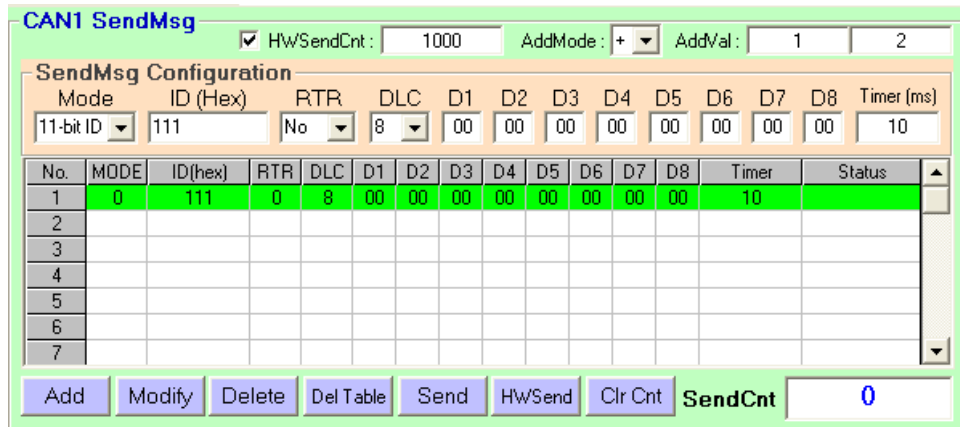 CAN1 SendMsg
HWSendCnt : 1000 AddMode : + AddVal : 1 2
SendMsg Configuration
Mode ID (Hex) RTR DLC D1 D2 D3 D4 D5 D6 D7 D8 Timer (ms)
11-bit ID 111 No 8 00 00 00 00 00 00 00 00 10
No. MODE ID(hex) RTR DLC D1 D2 D3 D4 D5 D6 D7 D8 Timer Status
1 0 111 0 8 00 00 00 00 00 00 00 00 10
2
3
4
5
6
7
Add Modify Delete Del Table Send HWSend Clr Cnt SendCnt 0